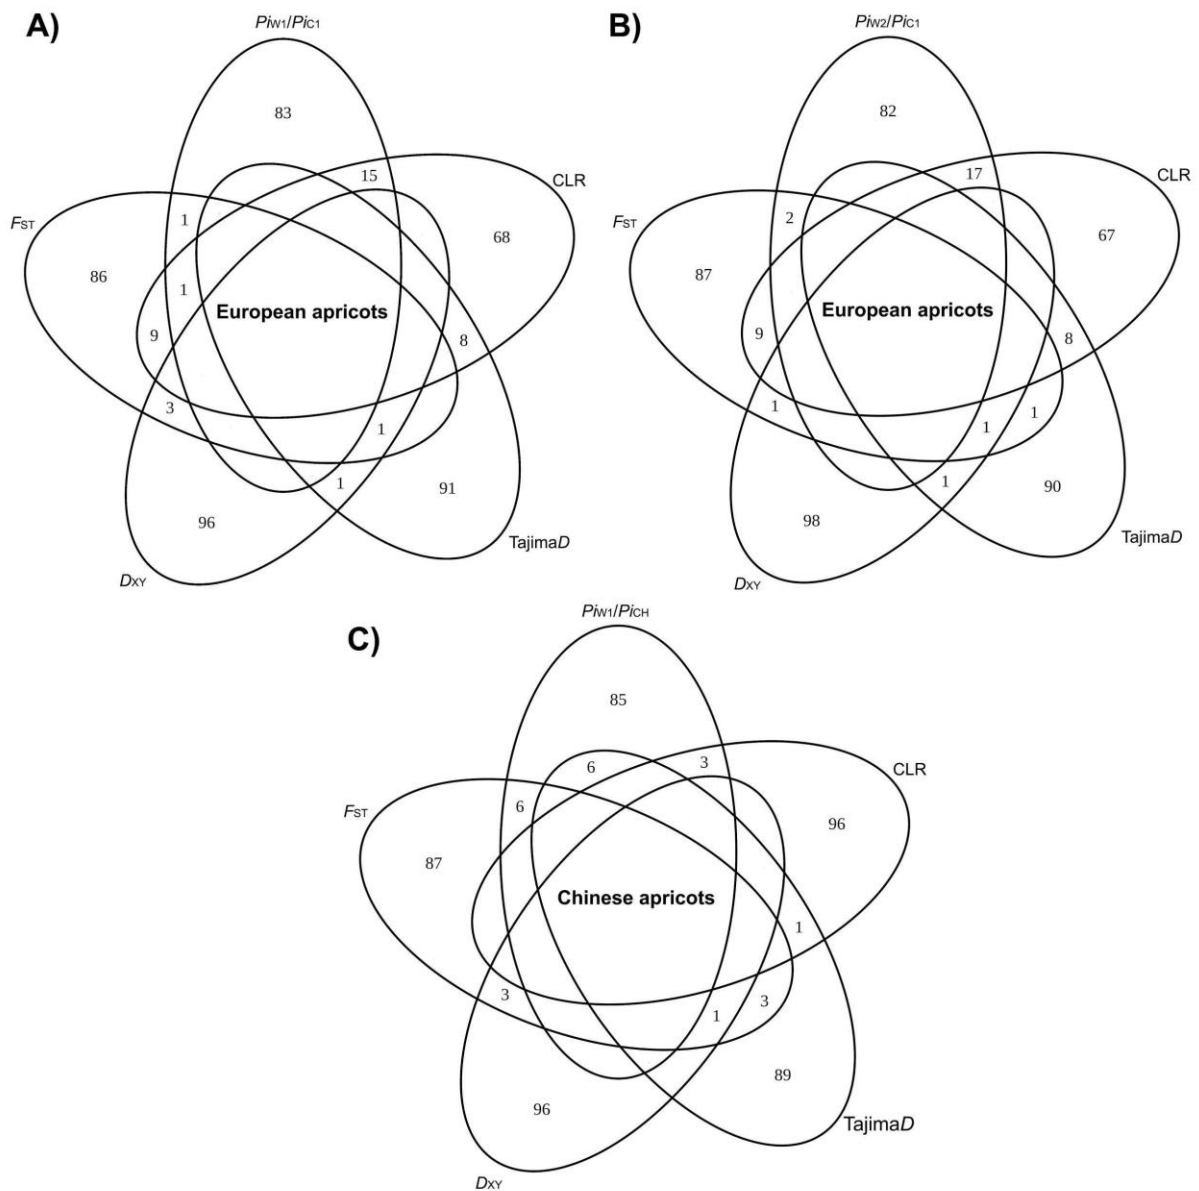 A)
PiW1/PiC1
83
15
CLR
FST
1
68
86
1
European apricots
9
8
3
1
1
91
96
TajimaD
DXY
B)
PiW2/PiC1
82
17
CLR
FST
2
67
87
European apricots
9
8
1
1
1
1
90
98
TajimaD
DXY
C)
PiW1/PiCH
85
6
3
CLR
FST
6
96
87
Chinese apricots
1
3
3
1
89
96
TajimaD
DXY